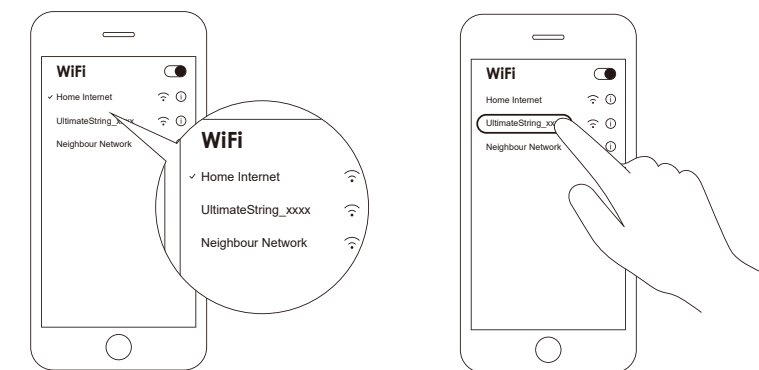 WiFi
✓ Home Internet
UltimateString_xxxx
Neighbour Network
WiFi
✓ Home Internet
UltimateString_xxxx
Neighbour Network
WiFi
Home Internet
UltimateString_xx
Neighbour Network